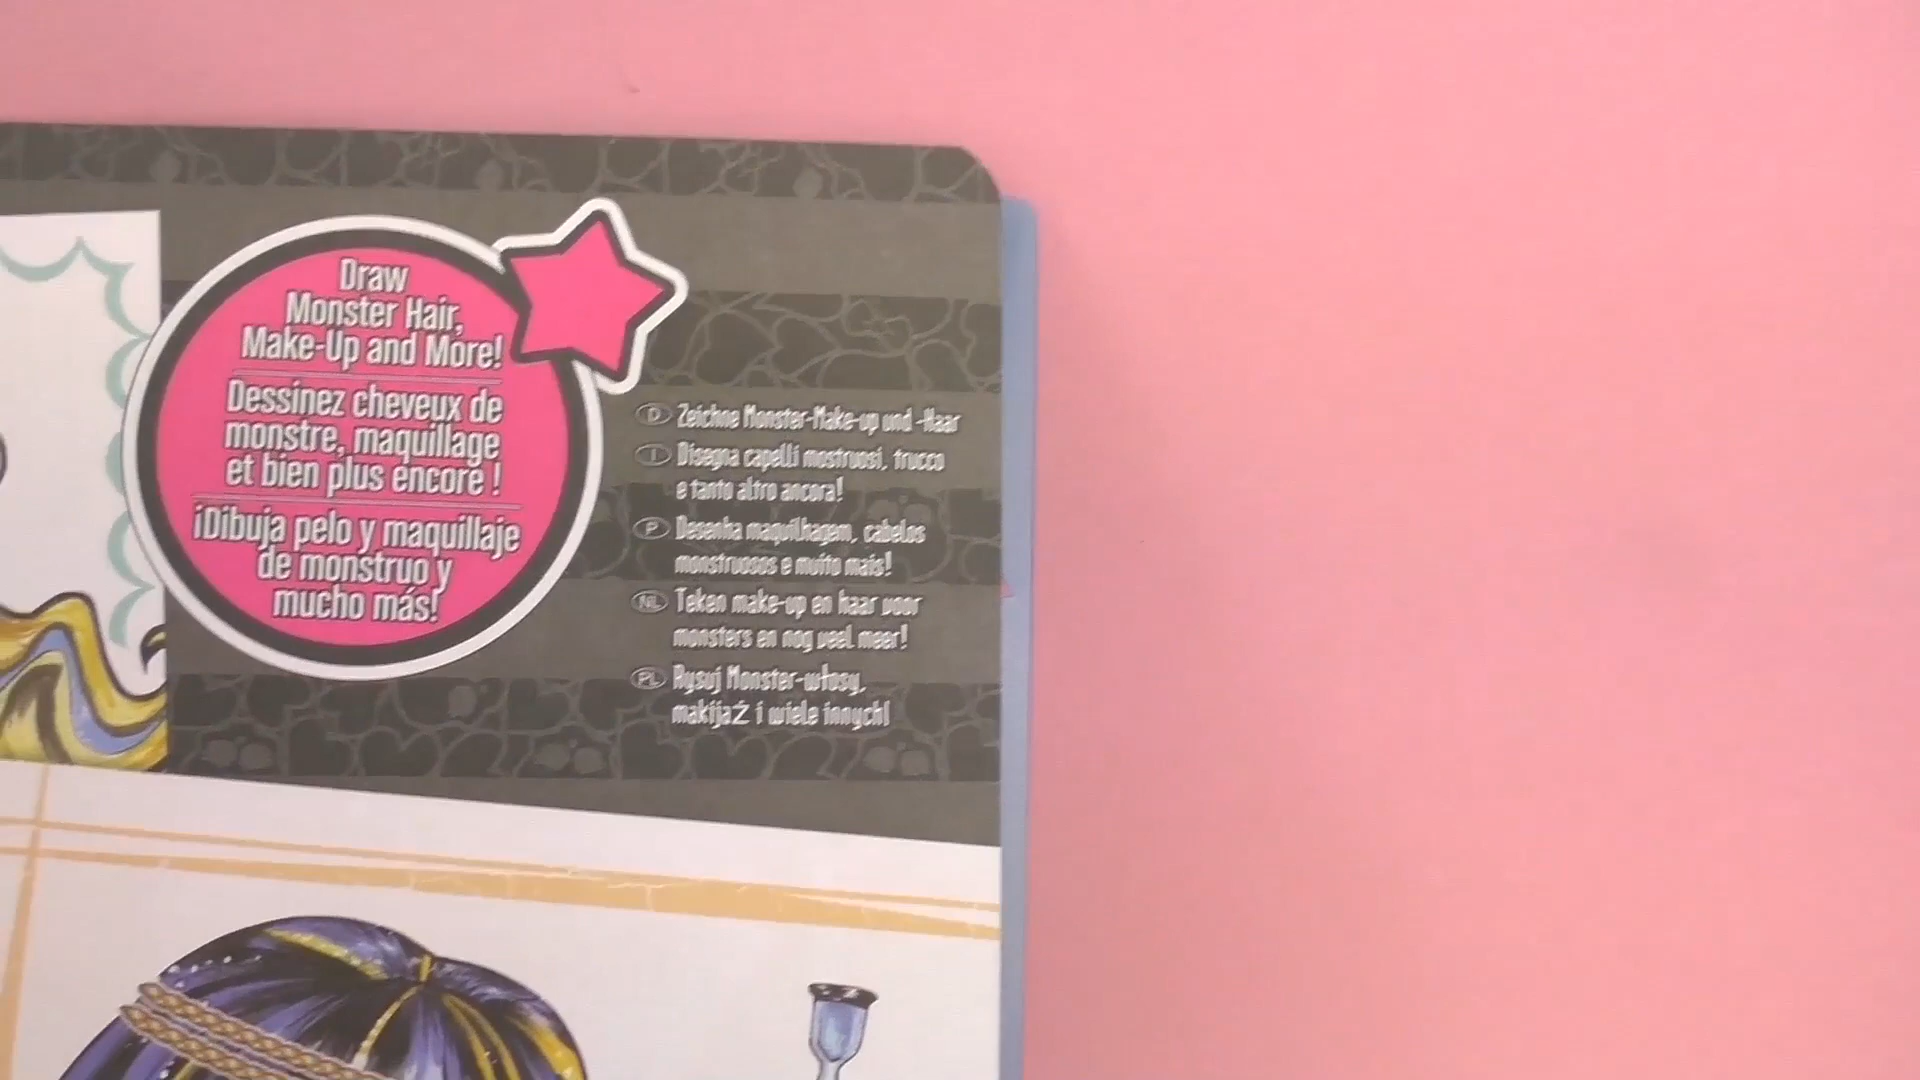 Draw
Monster Hair,
Make-Up and More!
Dessinez cheveux de
monstre, maquillage
et bien plus encore !
¡Dibuja pelo y maquillaje
de monstruo y
mucho más!
D Zeichne Monster-Make-up und -Haar
I Disegna capelli mostruosi, trucco
e tanto altro ancora!
P Desenha maquilhagem, cabelos
monstruosos e muito mais!
NL Teken make-up en haar voor
monsters en nog veel meer!
PL Rysuj Monster-włosy,
makijaż i wiele innych!